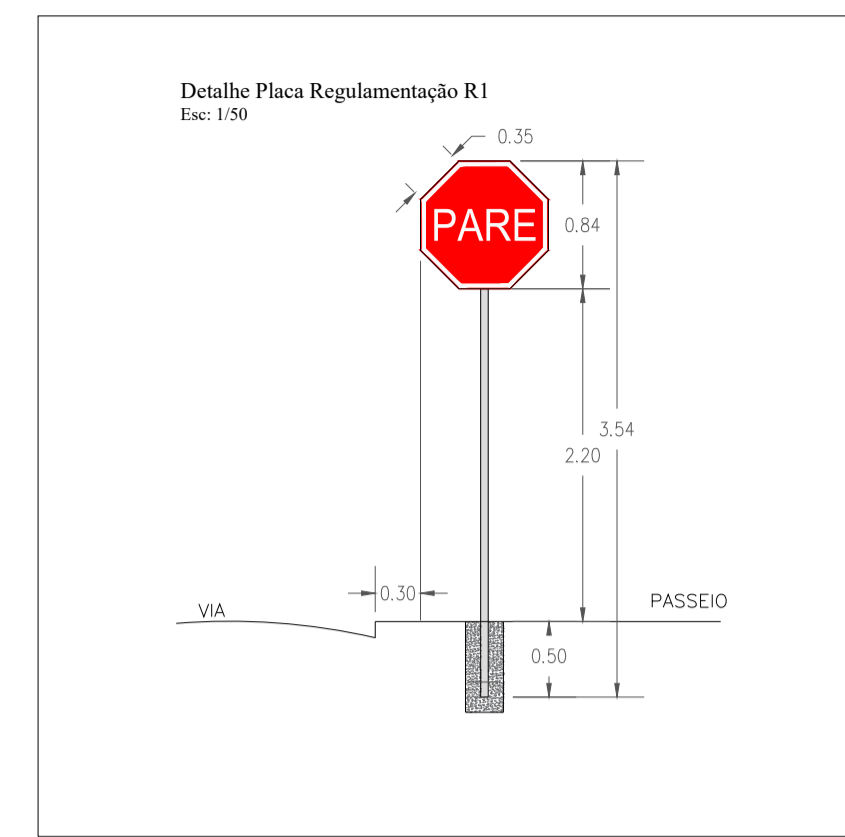 Detalhe Placa Regulamentação R1
Esc: 1/50
0.35
PARE
0.84
3.54
2.20
0.30
PASSEIO
VIA
0.50